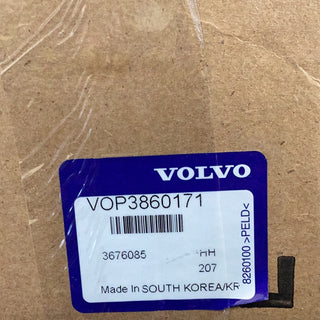 VOLVO
VOP3860171
3676085 HH
207
Made In SOUTH KOREA/KR
8260100 >PELD<